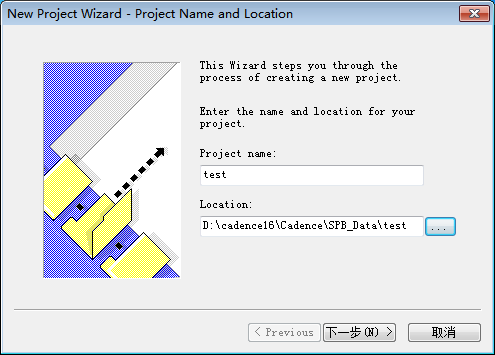 New Project Wizard - Project Name and Location
This Wizard steps you through the
process of creating a new project.
Enter the name and location for your
project.
Project name:
test
Location:
D:\cadence16\Cadence\SPB_Data\test
...
< Previous
下一步(N) >
取消